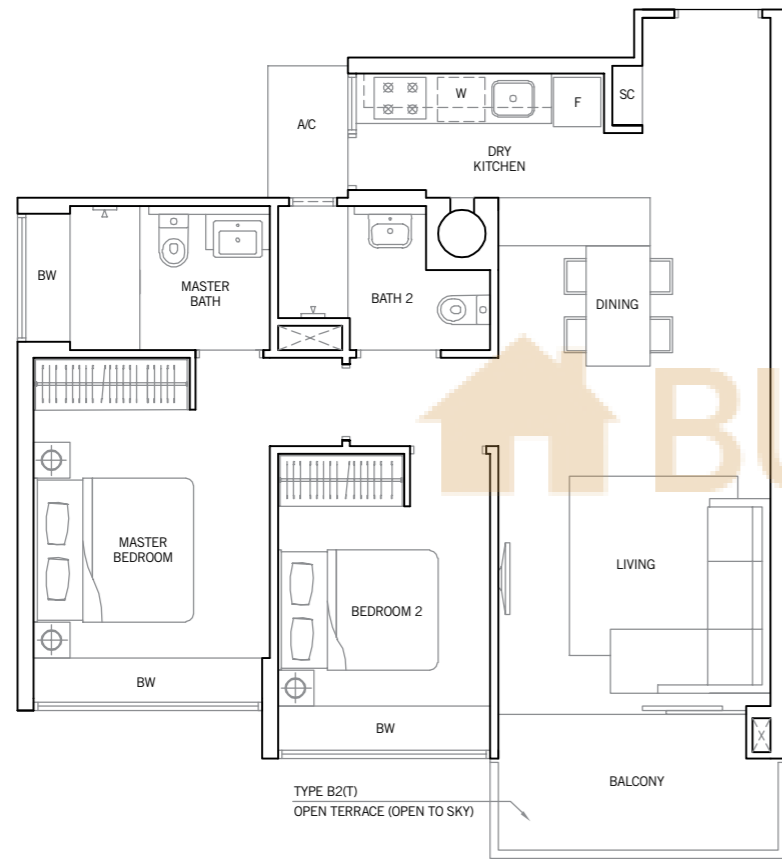 A/C
W
F
SC
DRY
KITCHEN
BW
MASTER
BATH
BATH 2
DINING
BU
MASTER
BEDROOM
BEDROOM 2
LIVING
BW
BW
BALCONY
TYPE B2(T)
OPEN TERRACE (OPEN TO SKY)